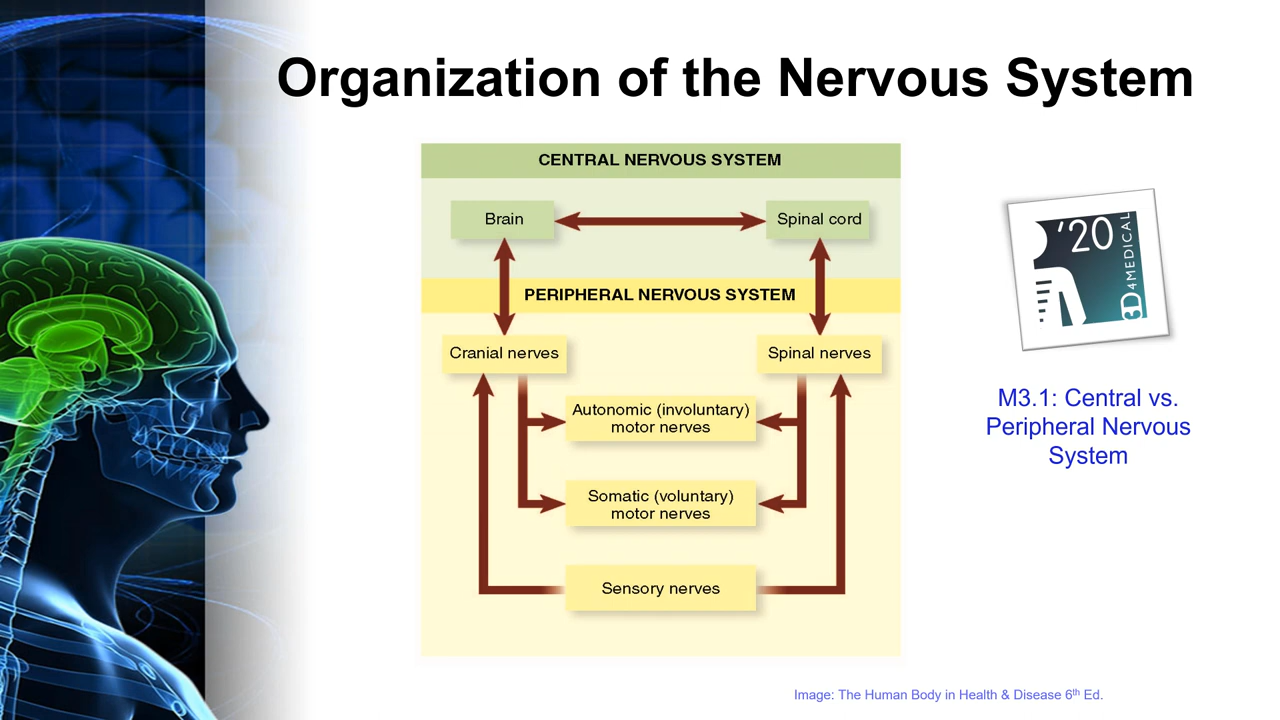 Organization of the Nervous System
CENTRAL NERVOUS SYSTEM
Brain
Spinal cord
PERIPHERAL NERVOUS SYSTEM
Cranial nerves
Spinal nerves
Autonomic (involuntary)
motor nerves
Somatic (voluntary)
motor nerves
Sensory nerves
'20
3D4MEDICAL
M3.1: Central vs.
Peripheral Nervous
System
Image: The Human Body in Health & Disease 6th Ed.